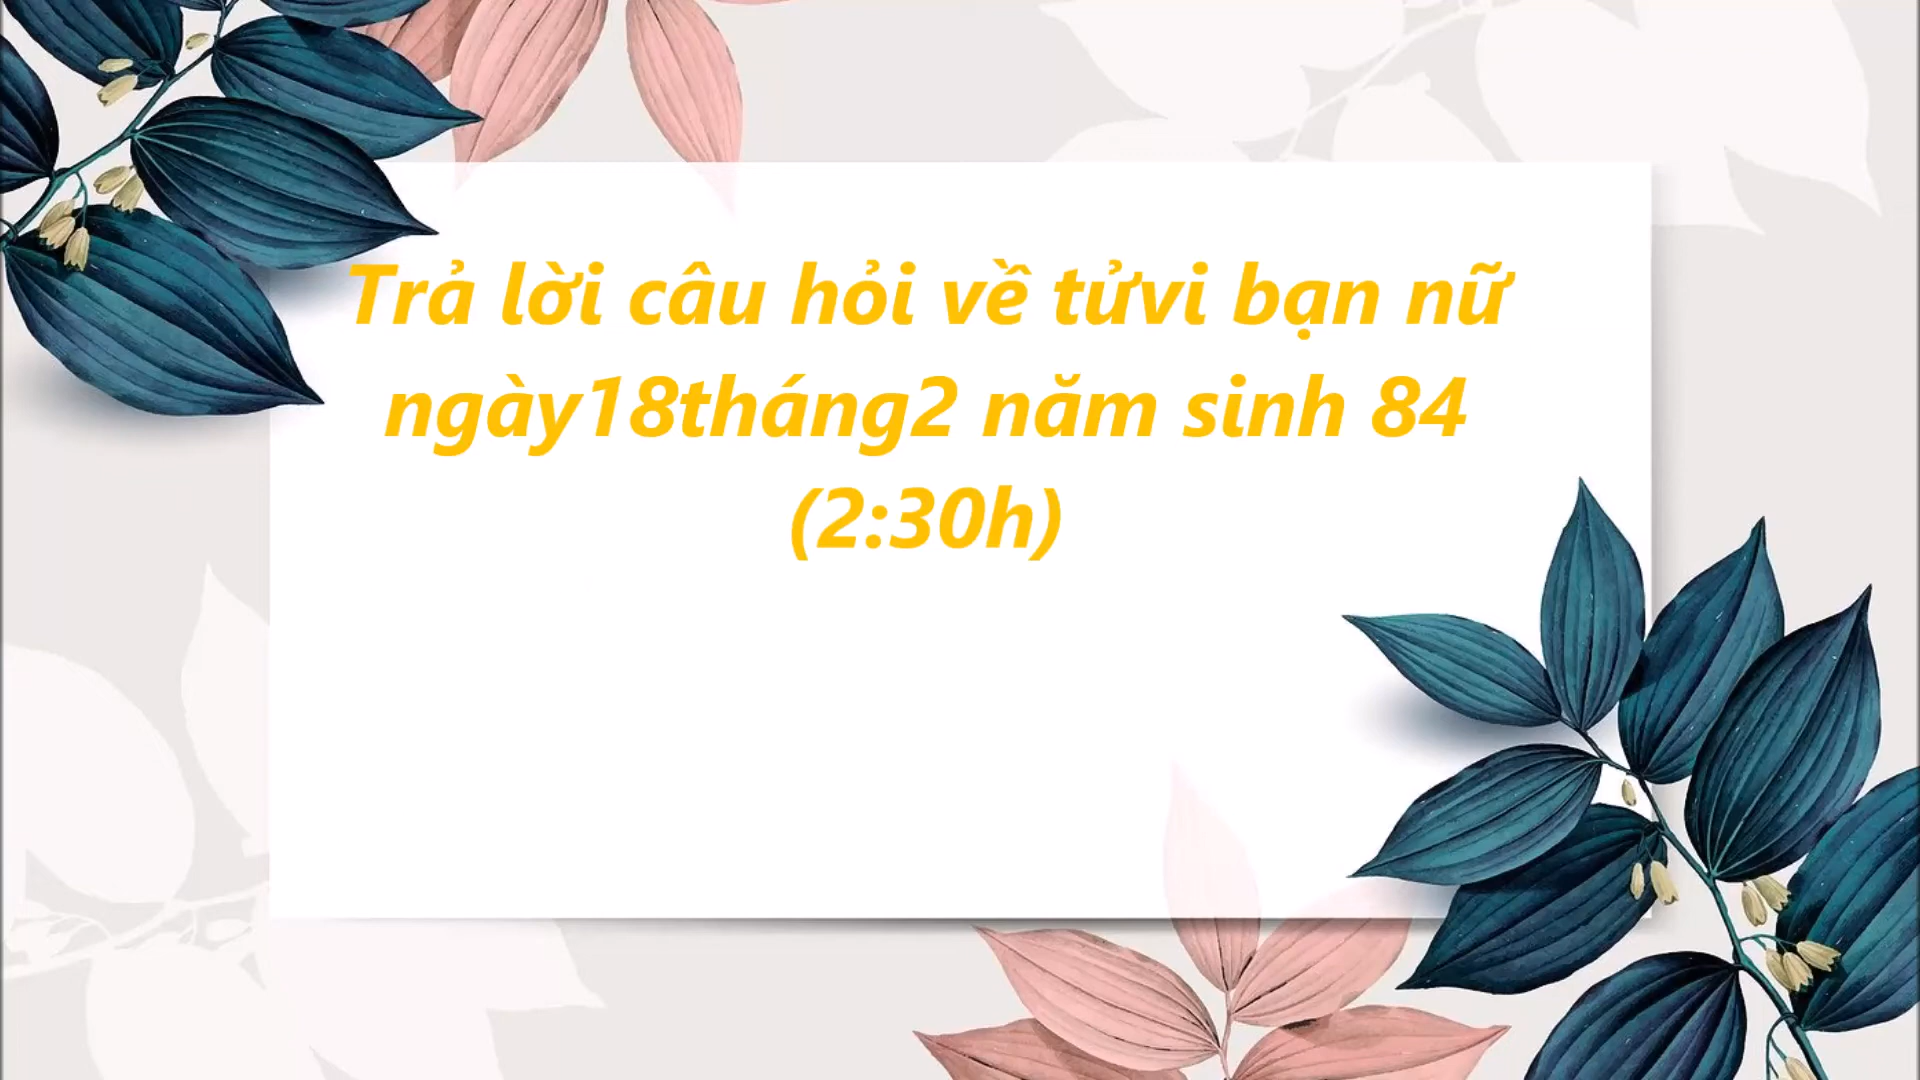 Trả lời câu hỏi về tửvi bạn nữ
ngày18tháng2 năm sinh 84
(2:30h)